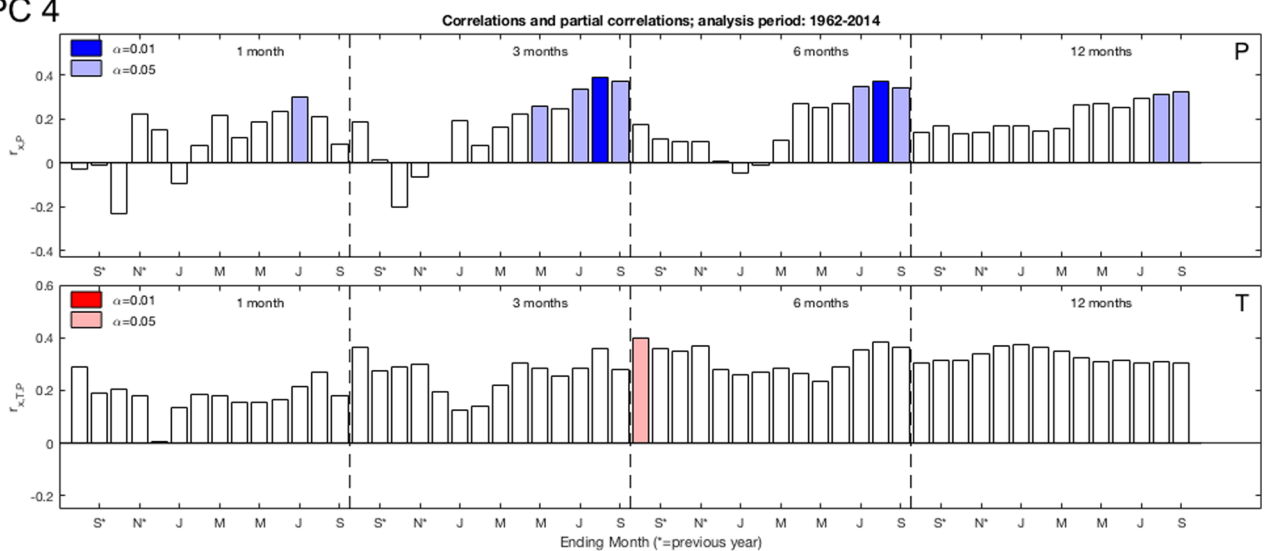 PC 4
Correlations and partial correlations; analysis period: 1962-2014
α=0.01
α=0.05
1 month
3 months
6 months
12 months
P
0.4
0.2
0
-0.2
-0.4
r_x,P
S* N* J M M J S S* N* J M M J S S* N* J M M J S S* N* J M M J S
0.6
α=0.01
α=0.05
1 month
3 months
6 months
12 months
T
0.4
0.2
0
-0.2
r_x,T.P
S* N* J M M J S S* N* J M M J S S* N* J M M J S S* N* J M M J S
Ending Month (*=previous year)